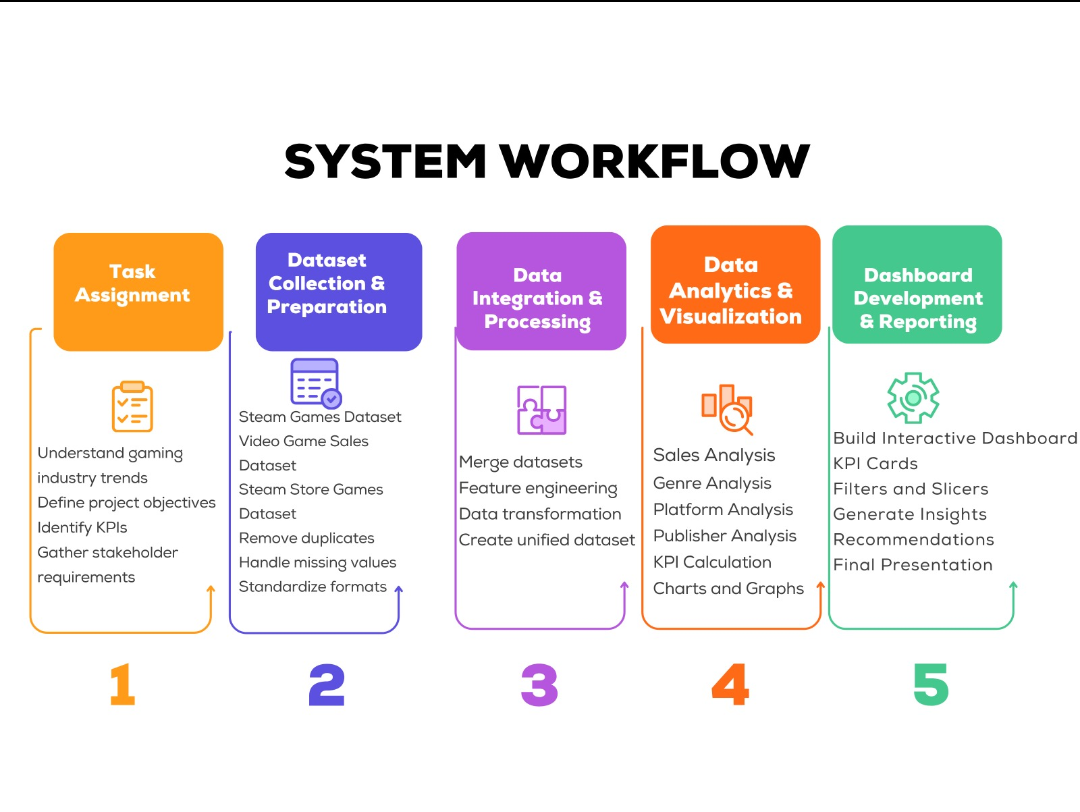 SYSTEM WORKFLOW
Task
Assignment
Understand gaming
industry trends
Define project objectives
Identify KPIs
Gather stakeholder
requirements
1
Dataset
Collection &
Preparation
Steam Games Dataset
Video Game Sales
Dataset
Steam Store Games
Dataset
Remove duplicates
Handle missing values
Standardize formats
2
Data
Integration &
Processing
Merge datasets
Feature engineering
Data transformation
Create unified dataset
3
Data
Analytics &
Visualization
Sales Analysis
Genre Analysis
Platform Analysis
Publisher Analysis
KPI Calculation
Charts and Graphs
4
Dashboard
Development
& Reporting
Build Interactive Dashboard
KPI Cards
Filters and Slicers
Generate Insights
Recommendations
Final Presentation
5